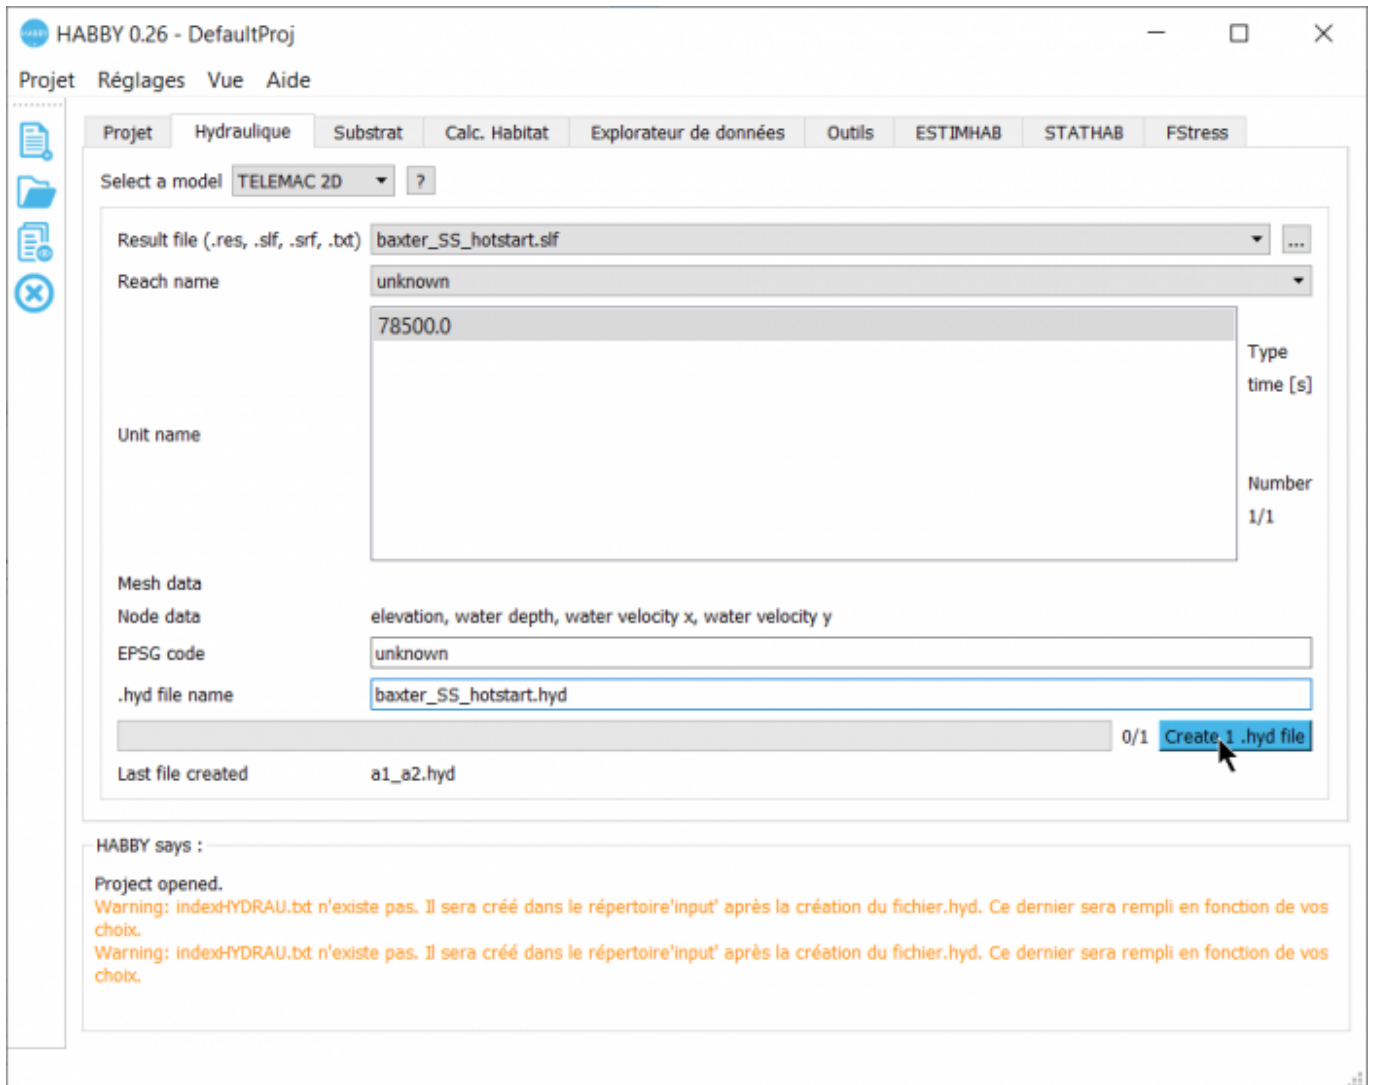 HABBY 0.26 - DefaultProj
Projet Réglages Vue Aide
Projet Hydraulique Substrat Calc. Habitat Explorateur de données Outils ESTIMHAB STATHAB FStress
Select a model TELEMAC 2D ?
Result file (.res, .slf, .srf, .txt) baxter_SS_hotstart.slf ...
Reach name unknown
78500.0
Type
time [s]
Unit name
Number
1/1
Mesh data
Node data elevation, water depth, water velocity x, water velocity y
EPSG code unknown
.hyd file name baxter_SS_hotstart.hyd
0/1 Create 1 .hyd file
Last file created a1_a2.hyd
HABBY says :
Project opened.
Warning: indexHYDRAU.txt n'existe pas. Il sera créé dans le répertoire'input' après la création du fichier.hyd. Ce dernier sera rempli en fonction de vos
choix.
Warning: indexHYDRAU.txt n'existe pas. Il sera créé dans le répertoire'input' après la création du fichier.hyd. Ce dernier sera rempli en fonction de vos
choix.